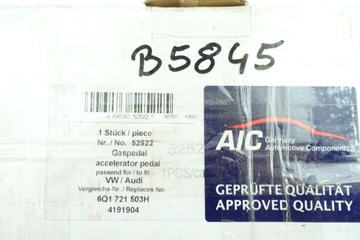 B5845
1 Stück / piece
Nr. / No. 52522
Gaspedal
accelerator pedal
passend für / to fit
VW / Audi
Vergleichs-Nr. / Replaces No.
6Q1 721 503H
4191904
AIC Germany
Automotive Components
GEPRÜFTE QUALITÄT
APPROVED QUALITY